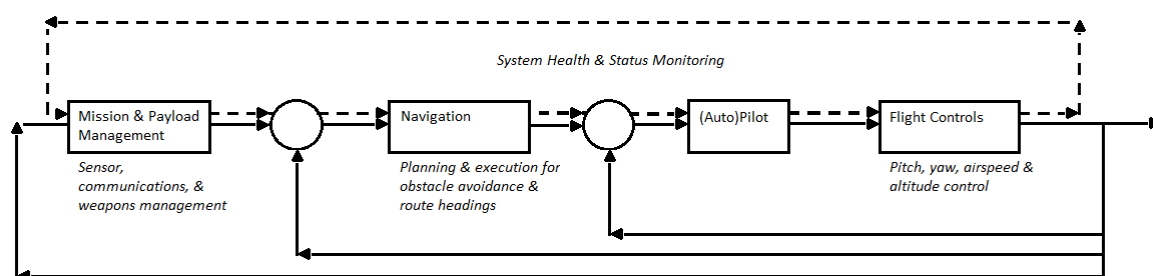 System Health & Status Monitoring
Mission & Payload
Management
Navigation
(Auto)Pilot
Flight Controls
Sensor,
communications, &
weapons management
Planning & execution for
obstacle avoidance &
route headings
Pitch, yaw, airspeed &
altitude control